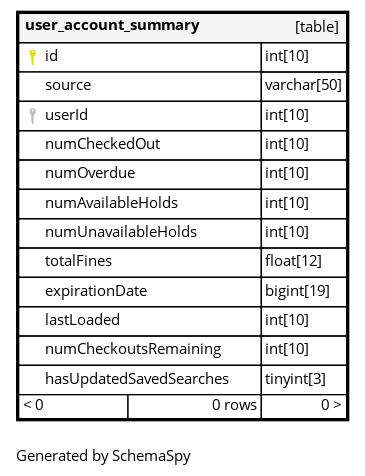 user_account_summary [table]
id int[10]
source varchar[50]
userId int[10]
numCheckedOut int[10]
numOverdue int[10]
numAvailableHolds int[10]
numUnavailableHolds int[10]
totalFines float[12]
expirationDate bigint[19]
lastLoaded int[10]
numCheckoutsRemaining int[10]
hasUpdatedSavedSearches tinyint[3]
< 0 0 rows 0 >
Generated by SchemaSpy